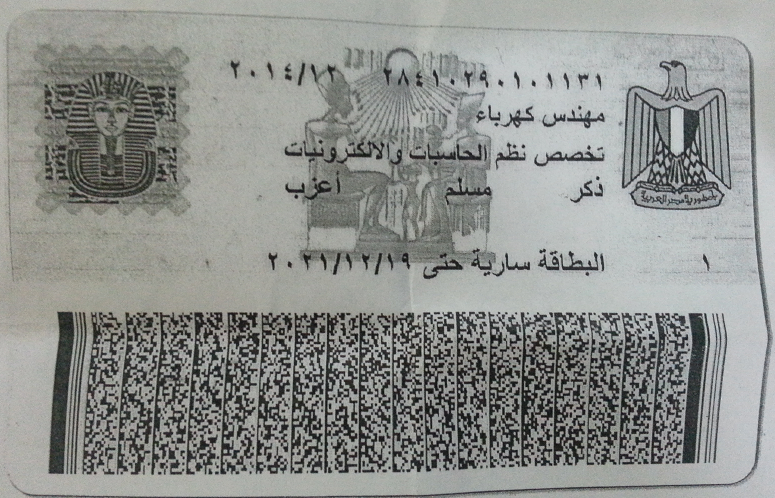 ٢٨٤١٠٢٩٠١٠١١٣١ ٢٠١٤/١٢
مهندس كهرباء
تخصص نظم الحاسبات والالكترونيات
ذكر مسلم أعزب
البطاقة سارية حتى ٢٠٢١/١٢/١٩
١
جمهورية مصر العربية